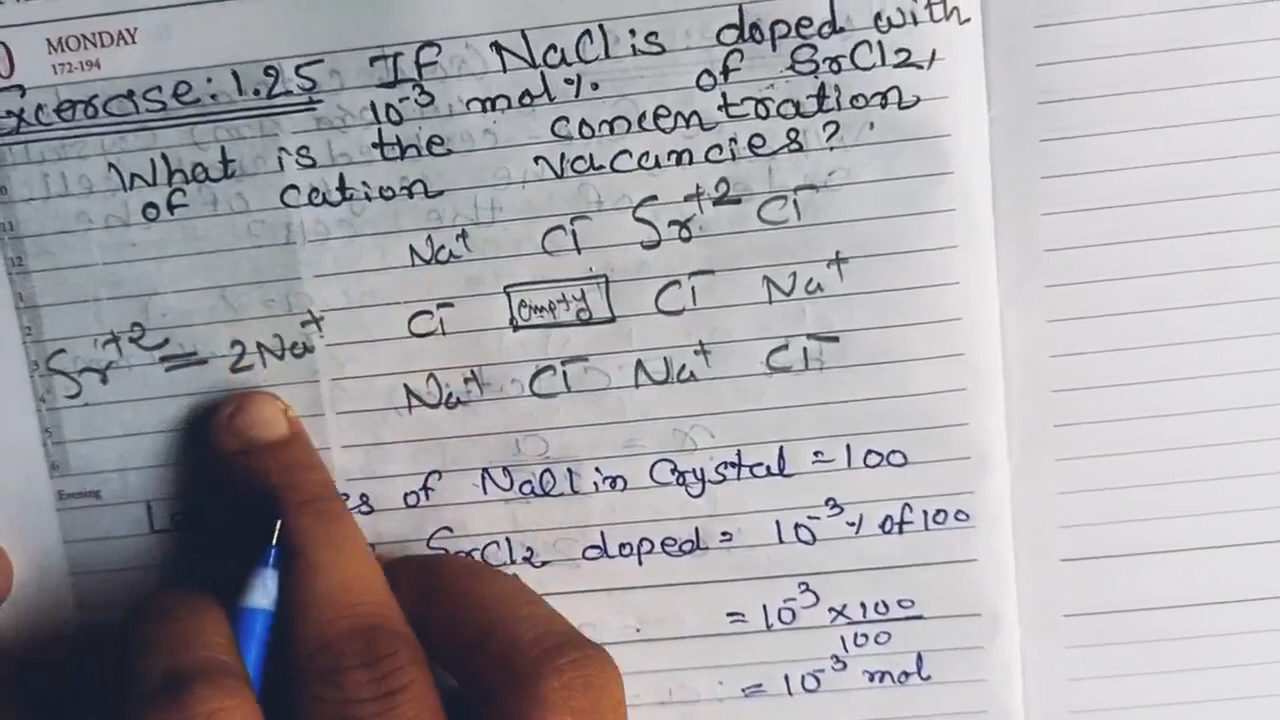 MONDAY
172-194
Excercise: 1.25 If NaCl is doped with
10⁻³ mol% of SrCl2,
What is the concentration
of cation vacancies?
Na⁺ Cl⁻ Sr⁺² Cl⁻
Cl⁻ empty Cl⁻ Na⁺
Sr⁺² = 2Na⁺
Na⁺ Cl⁻ Na⁺ Cl⁻
Evening
es of NaCl in Crystal = 100
SrCl2 doped = 10⁻³% of 100
= 10⁻³ × 100
100
= 10⁻³ mol